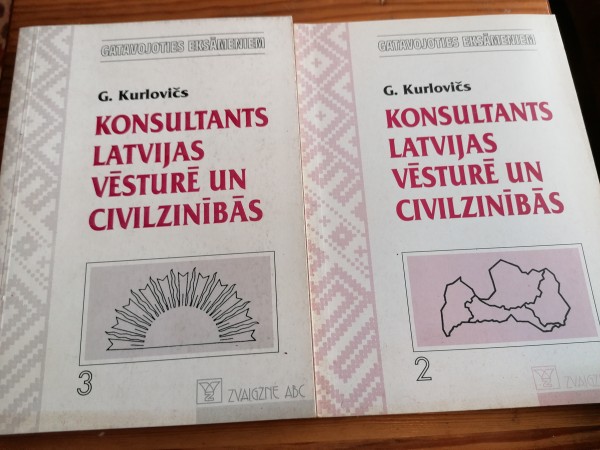 GATAVOJOTIES EKSĀMENIEM
G. Kurlovičs
KONSULTANTS
LATVIJAS
VĒSTURĒ UN
CIVILZINĪBĀS
3
ZVAIGZNE ABC
GATAVOJOTIES EKSĀMENIEM
G. Kurlovičs
KONSULTANTS
LATVIJAS
VĒSTURĒ UN
CIVILZINĪBĀS
2
ZVAIGZ